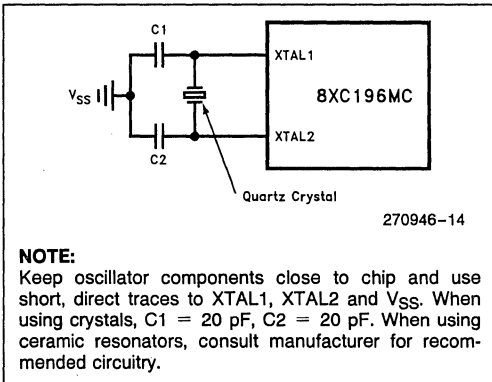 C1
XTAL1
8XC196MC
VSS
XTAL2
C2
Quartz Crystal
270946-14
NOTE:
Keep oscillator components close to chip and use
short, direct traces to XTAL1, XTAL2 and VSS. When
using crystals, C1 = 20 pF, C2 = 20 pF. When using
ceramic resonators, consult manufacturer for recom-
mended circuitry.